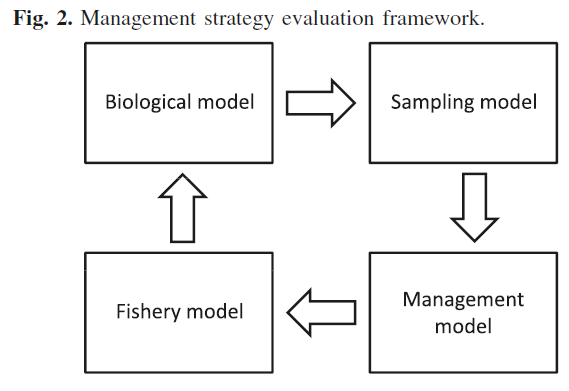 Fig. 2. Management strategy evaluation framework.
Biological model
Sampling model
Fishery model
Management
model